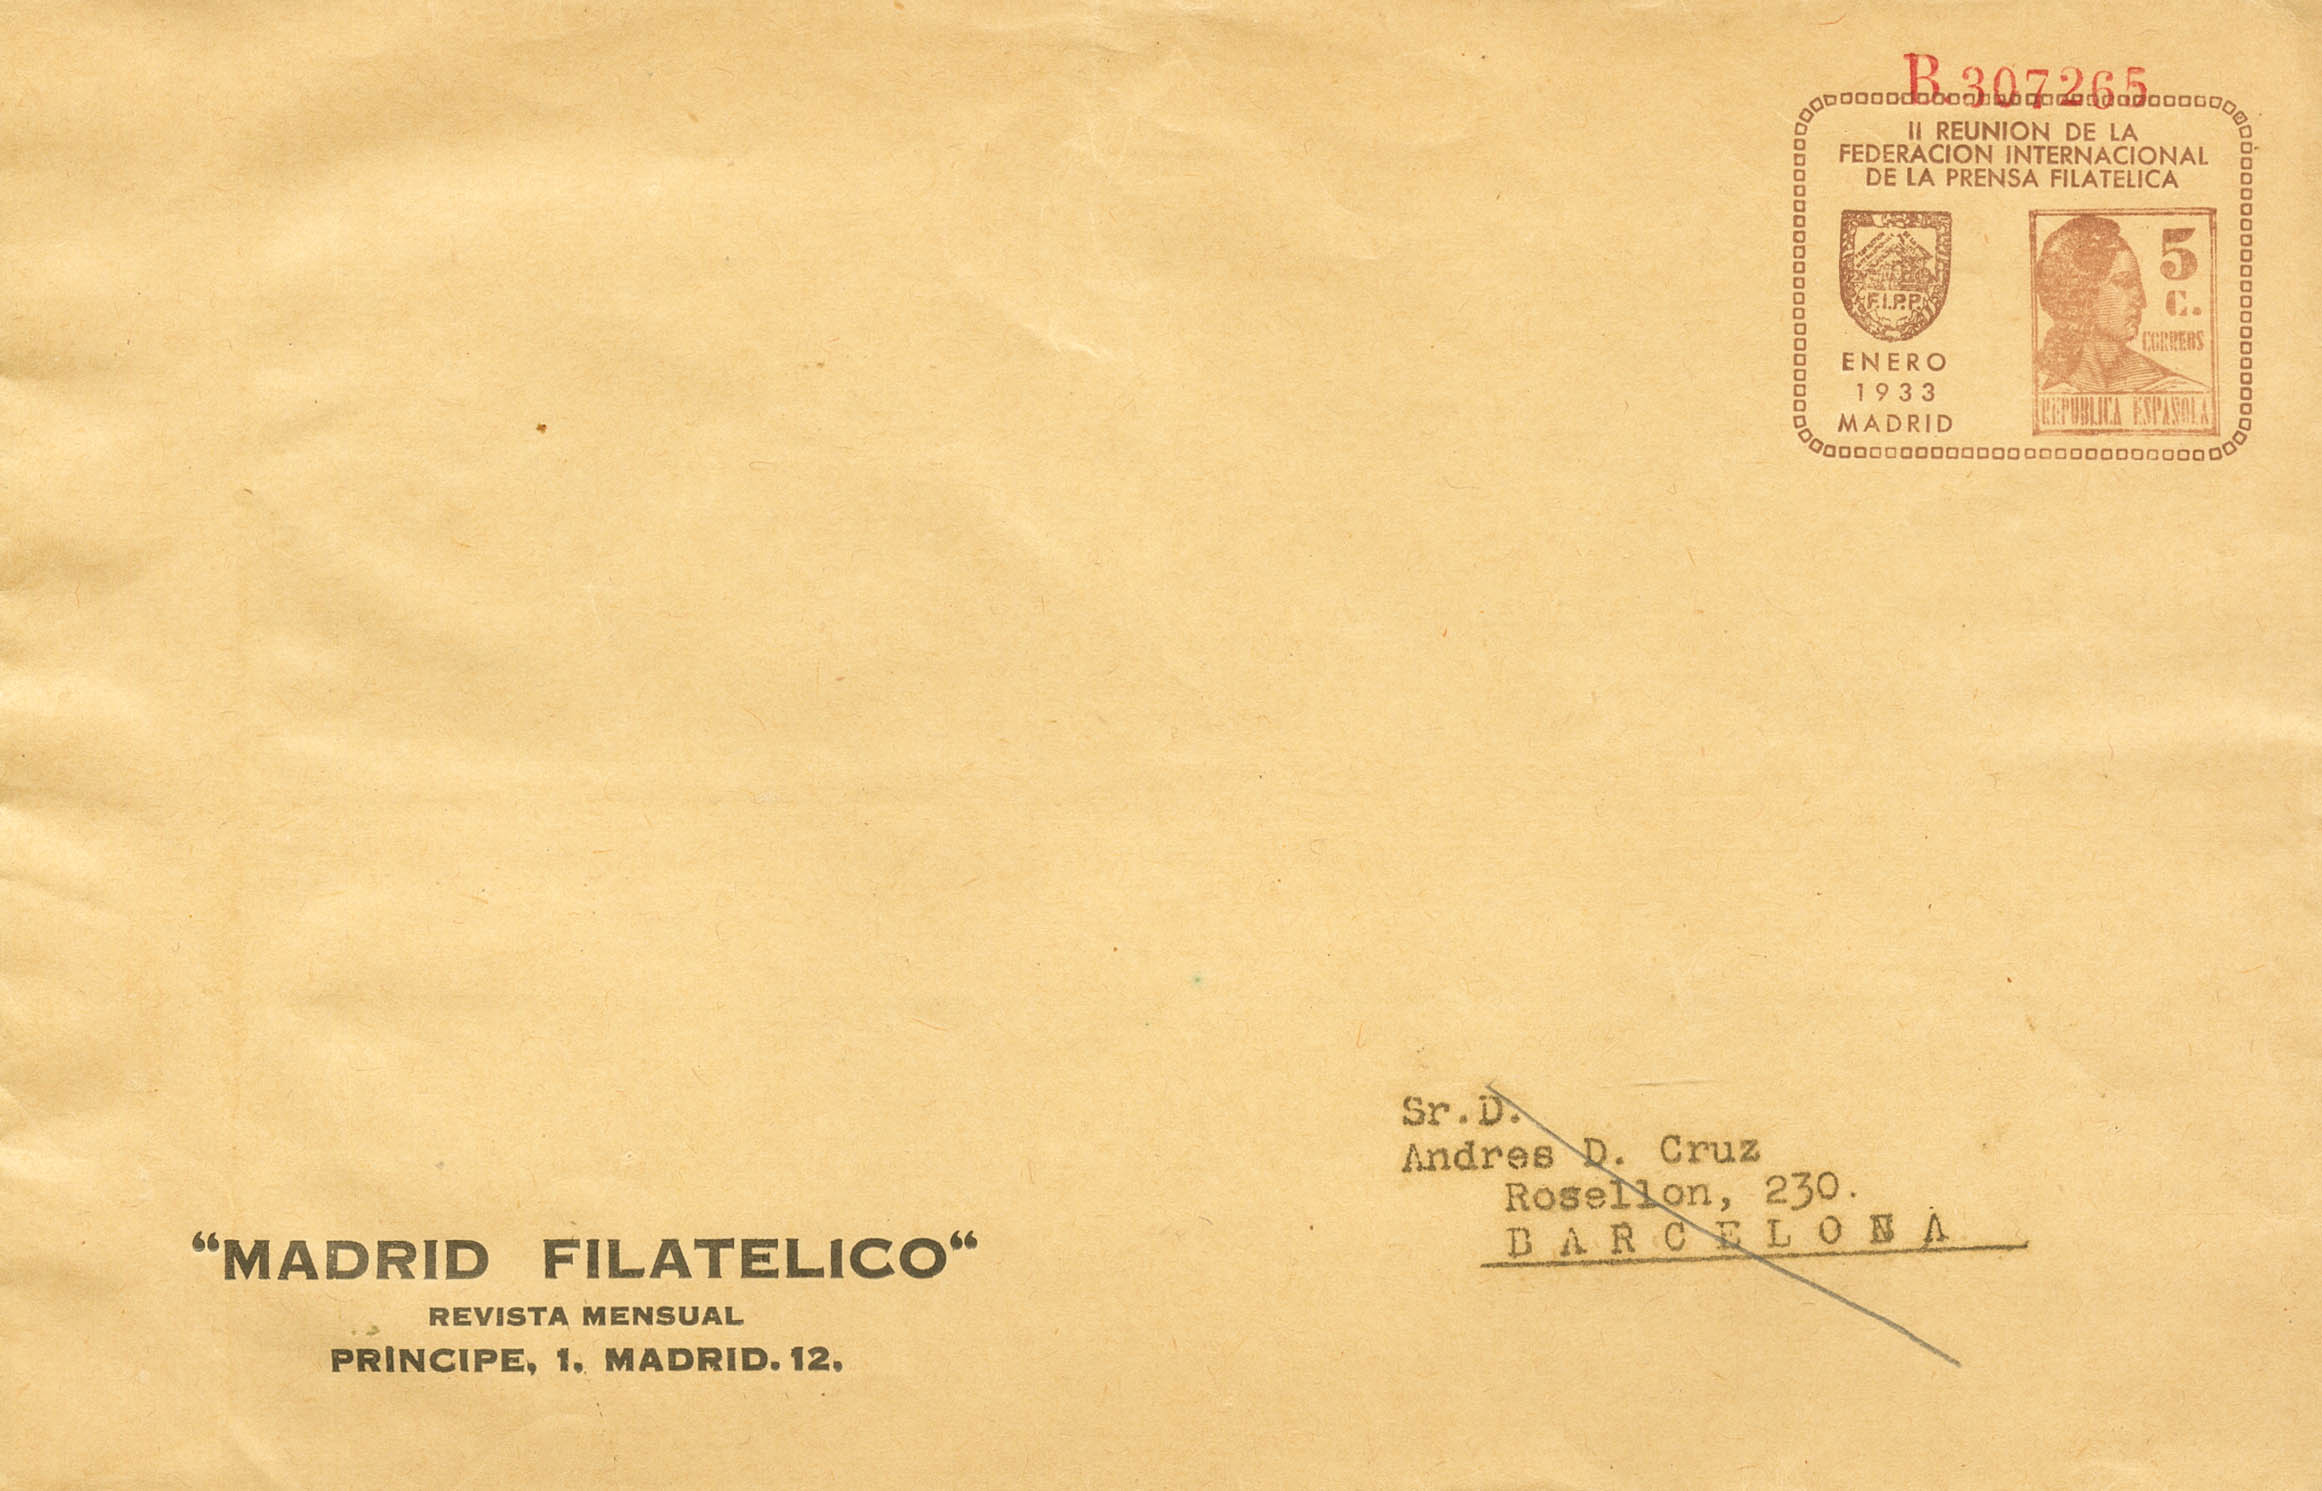 B.307265
II REUNION DE LA
FEDERACION INTERNACIONAL
DE LA PRENSA FILATELICA
F.I.P.P.
ENERO
1933
MADRID
5
C.
CORREOS
REPUBLICA ESPAÑOLA
Sr.D.
Andres D. Cruz
Rosellon, 230.
BARCELONA
“MADRID FILATELICO“
REVISTA MENSUAL
PRÍNCIPE, 1. MADRID.12.